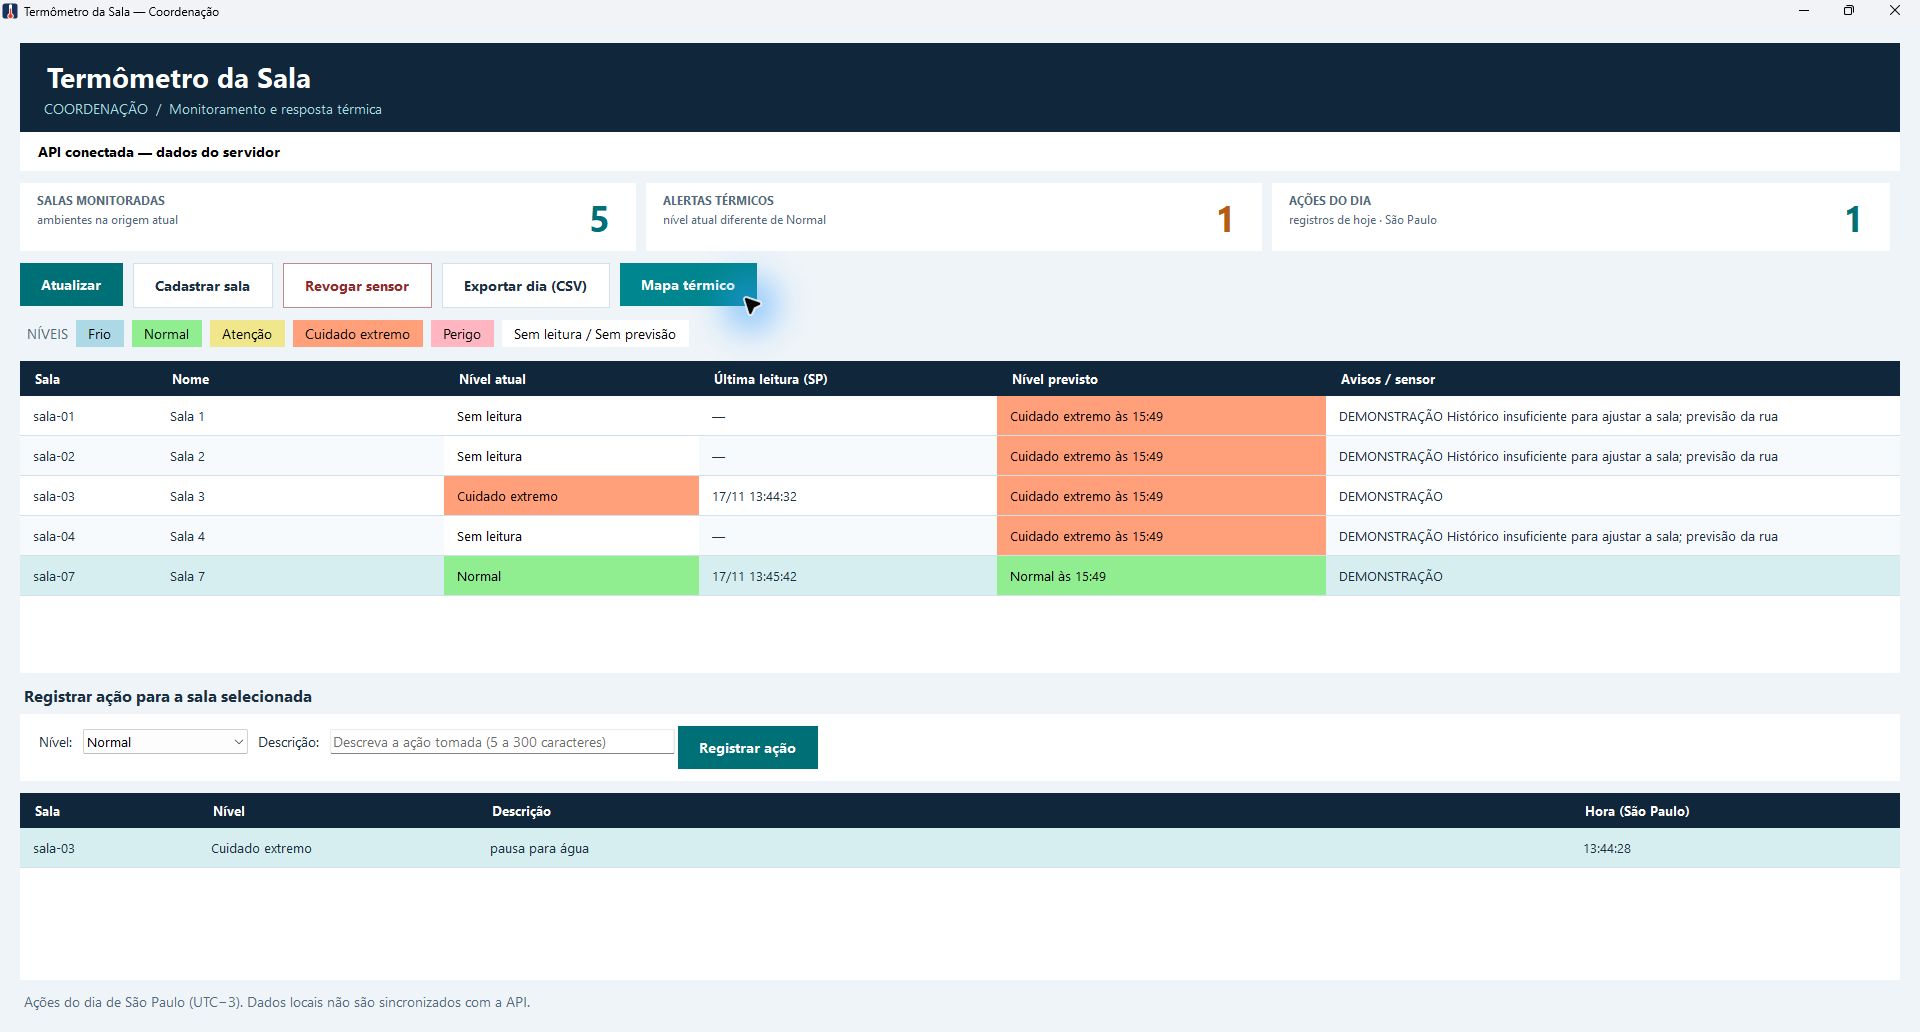 Termômetro da Sala — Coordenação
Termômetro da Sala
COORDENAÇÃO / Monitoramento e resposta térmica
API conectada — dados do servidor
SALAS MONITORADAS
ambientes na origem atual
5
ALERTAS TÉRMICOS
nível atual diferente de Normal
1
AÇÕES DO DIA
registros de hoje · São Paulo
1
Atualizar Cadastrar sala Revogar sensor Exportar dia (CSV) Mapa térmico
NÍVEIS Frio Normal Atenção Cuidado extremo Perigo Sem leitura / Sem previsão
Sala Nome Nível atual Última leitura (SP) Nível previsto Avisos / sensor
sala-01 Sala 1 Sem leitura — Cuidado extremo às 15:49 DEMONSTRAÇÃO Histórico insuficiente para ajustar a sala; previsão da rua
sala-02 Sala 2 Sem leitura — Cuidado extremo às 15:49 DEMONSTRAÇÃO Histórico insuficiente para ajustar a sala; previsão da rua
sala-03 Sala 3 Cuidado extremo 17/11 13:44:32 Cuidado extremo às 15:49 DEMONSTRAÇÃO
sala-04 Sala 4 Sem leitura — Cuidado extremo às 15:49 DEMONSTRAÇÃO Histórico insuficiente para ajustar a sala; previsão da rua
sala-07 Sala 7 Normal 17/11 13:45:42 Normal às 15:49 DEMONSTRAÇÃO
Registrar ação para a sala selecionada
Nível: Normal Descrição: Descreva a ação tomada (5 a 300 caracteres) Registrar ação
Sala Nível Descrição Hora (São Paulo)
sala-03 Cuidado extremo pausa para água 13:44:28
Ações do dia de São Paulo (UTC−3). Dados locais não são sincronizados com a API.